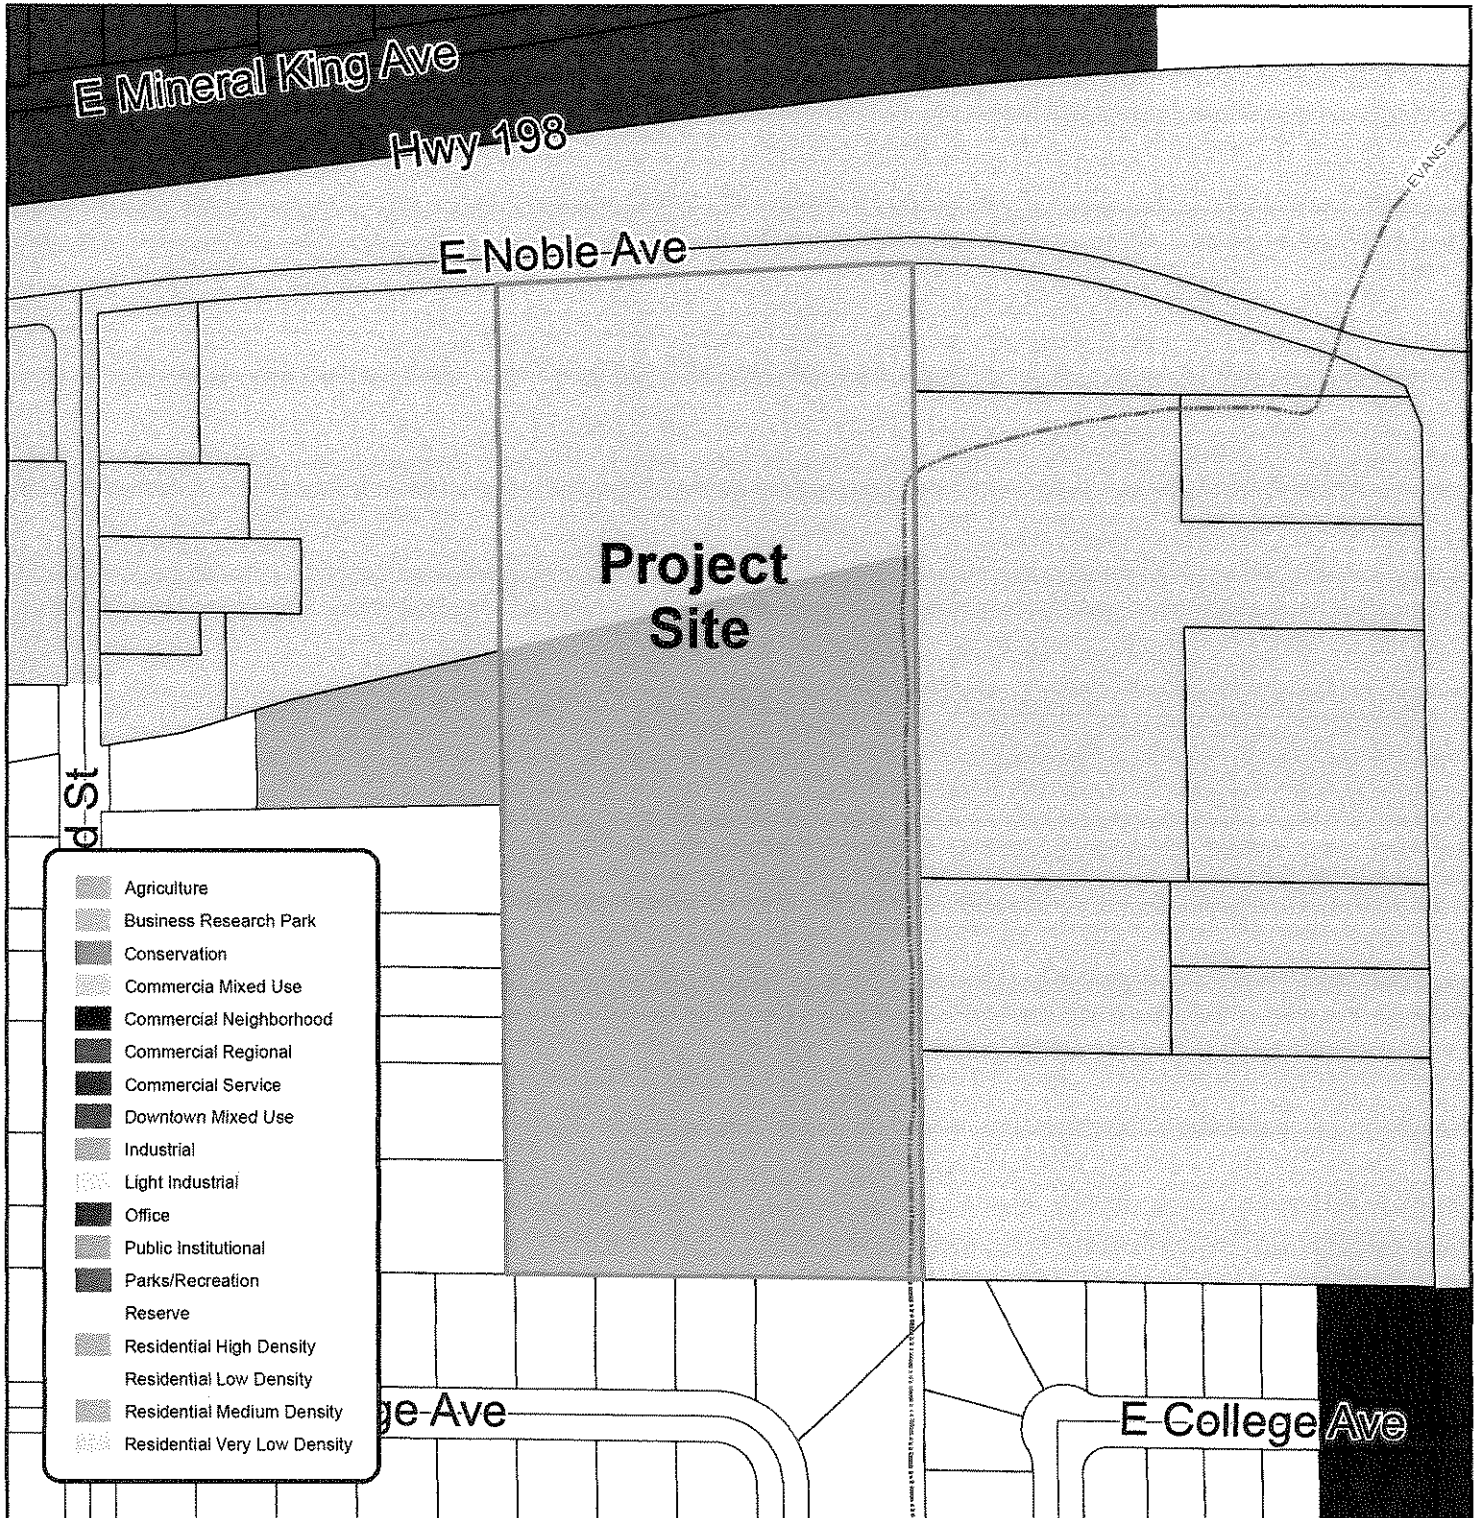 E Mineral King Ave
Hwy 198
EVANS
E Noble Ave
Project
Site
d St
Agriculture
Business Research Park
Conservation
Commercia Mixed Use
Commercial Neighborhood
Commercial Regional
Commercial Service
Downtown Mixed Use
Industrial
Light Industrial
Office
Public Institutional
Parks/Recreation
Reserve
Residential High Density
Residential Low Density
Residential Medium Density
Residential Very Low Density
ge Ave
E College Ave